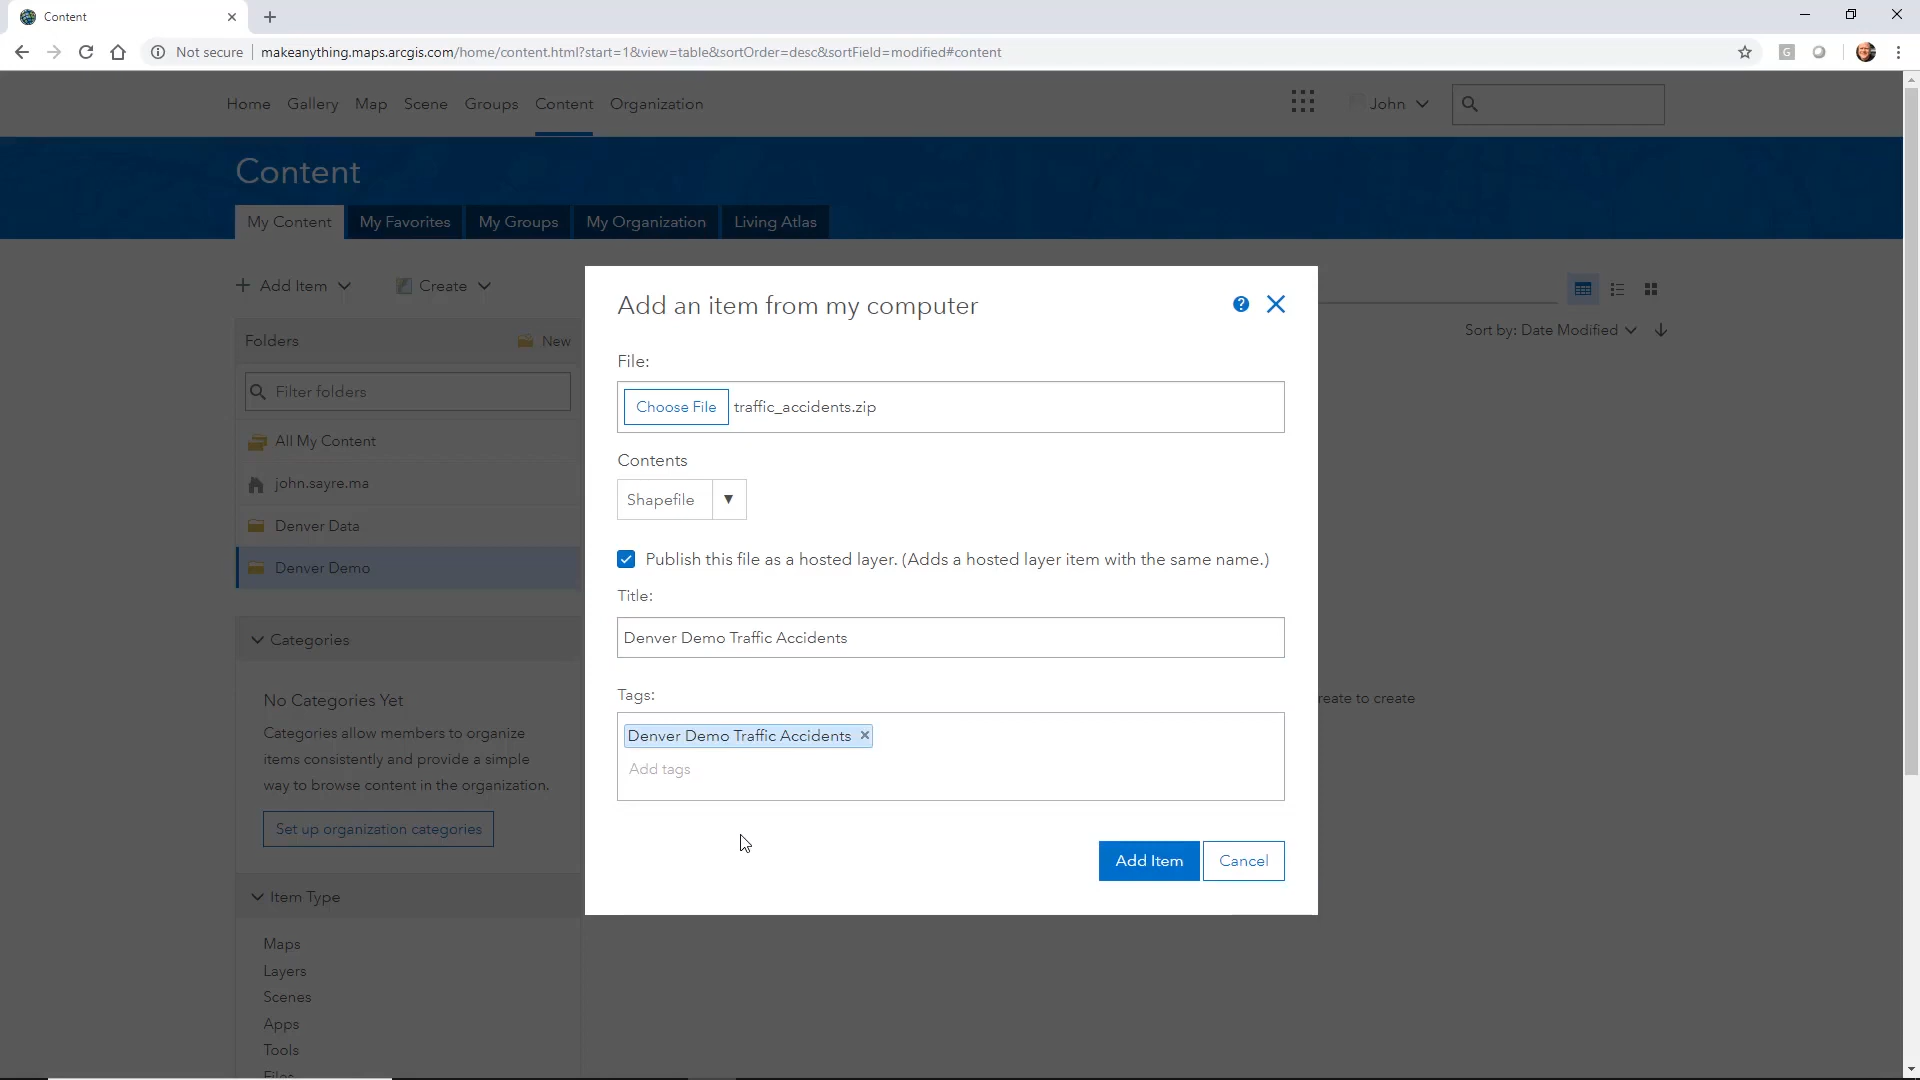 Content
Not secure
makeanything.maps.arcgis.com/home/content.html?start=1&view=table&sortOrder=desc&sortField=modified#content
G
Home Gallery Map Scene Groups Content Organization
John
Content
My Content My Favorites My Groups My Organization Living Atlas
Add Item Create
Sort by: Date Modified
Folders New
Filter folders
All My Content
john.sayre.ma
Denver Data
Denver Demo
Categories
No Categories Yet
Categories allow members to organize
items consistently and provide a simple
way to browse content in the organization.
Set up organization categories
Item Type
Maps
Layers
Scenes
Apps
Tools
Files
Add an item from my computer
?
File:
Choose File traffic_accidents.zip
Contents
Shapefile
Publish this file as a hosted layer. (Adds a hosted layer item with the same name.)
Title:
Denver Demo Traffic Accidents
Tags:
Denver Demo Traffic Accidents ×
Add tags
Add Item Cancel
reate to create